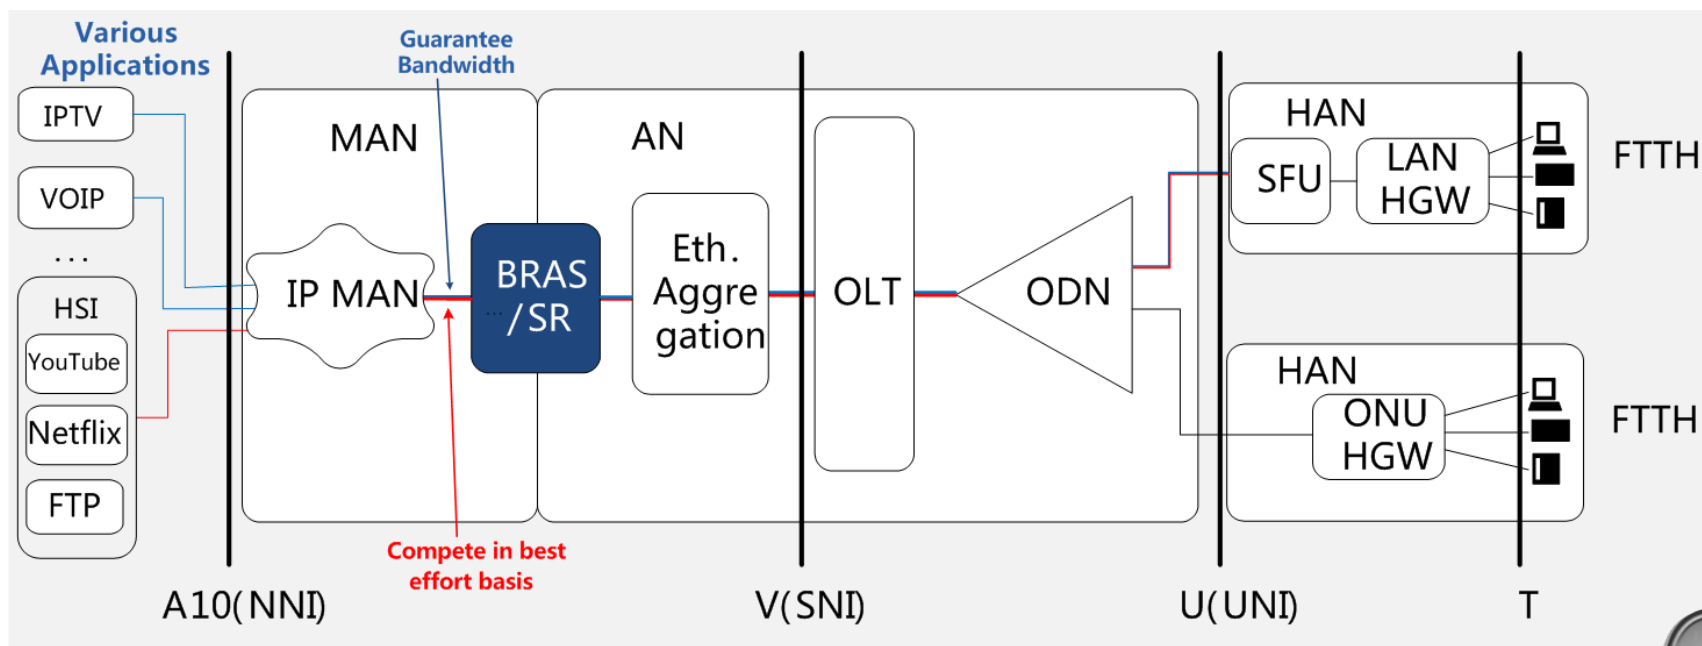 Various
Applications
IPTV
VOIP
...
HSI
YouTube
Netflix
FTP
Guarantee
Bandwidth
MAN
IP MAN
Compete in best
effort basis
BRAS
...
/SR
AN
Eth.
Aggre
gation
OLT
ODN
HAN
SFU
LAN
HGW
FTTH
HAN
ONU
HGW
FTTH
A10(NNI)
V(SNI)
U(UNI)
T